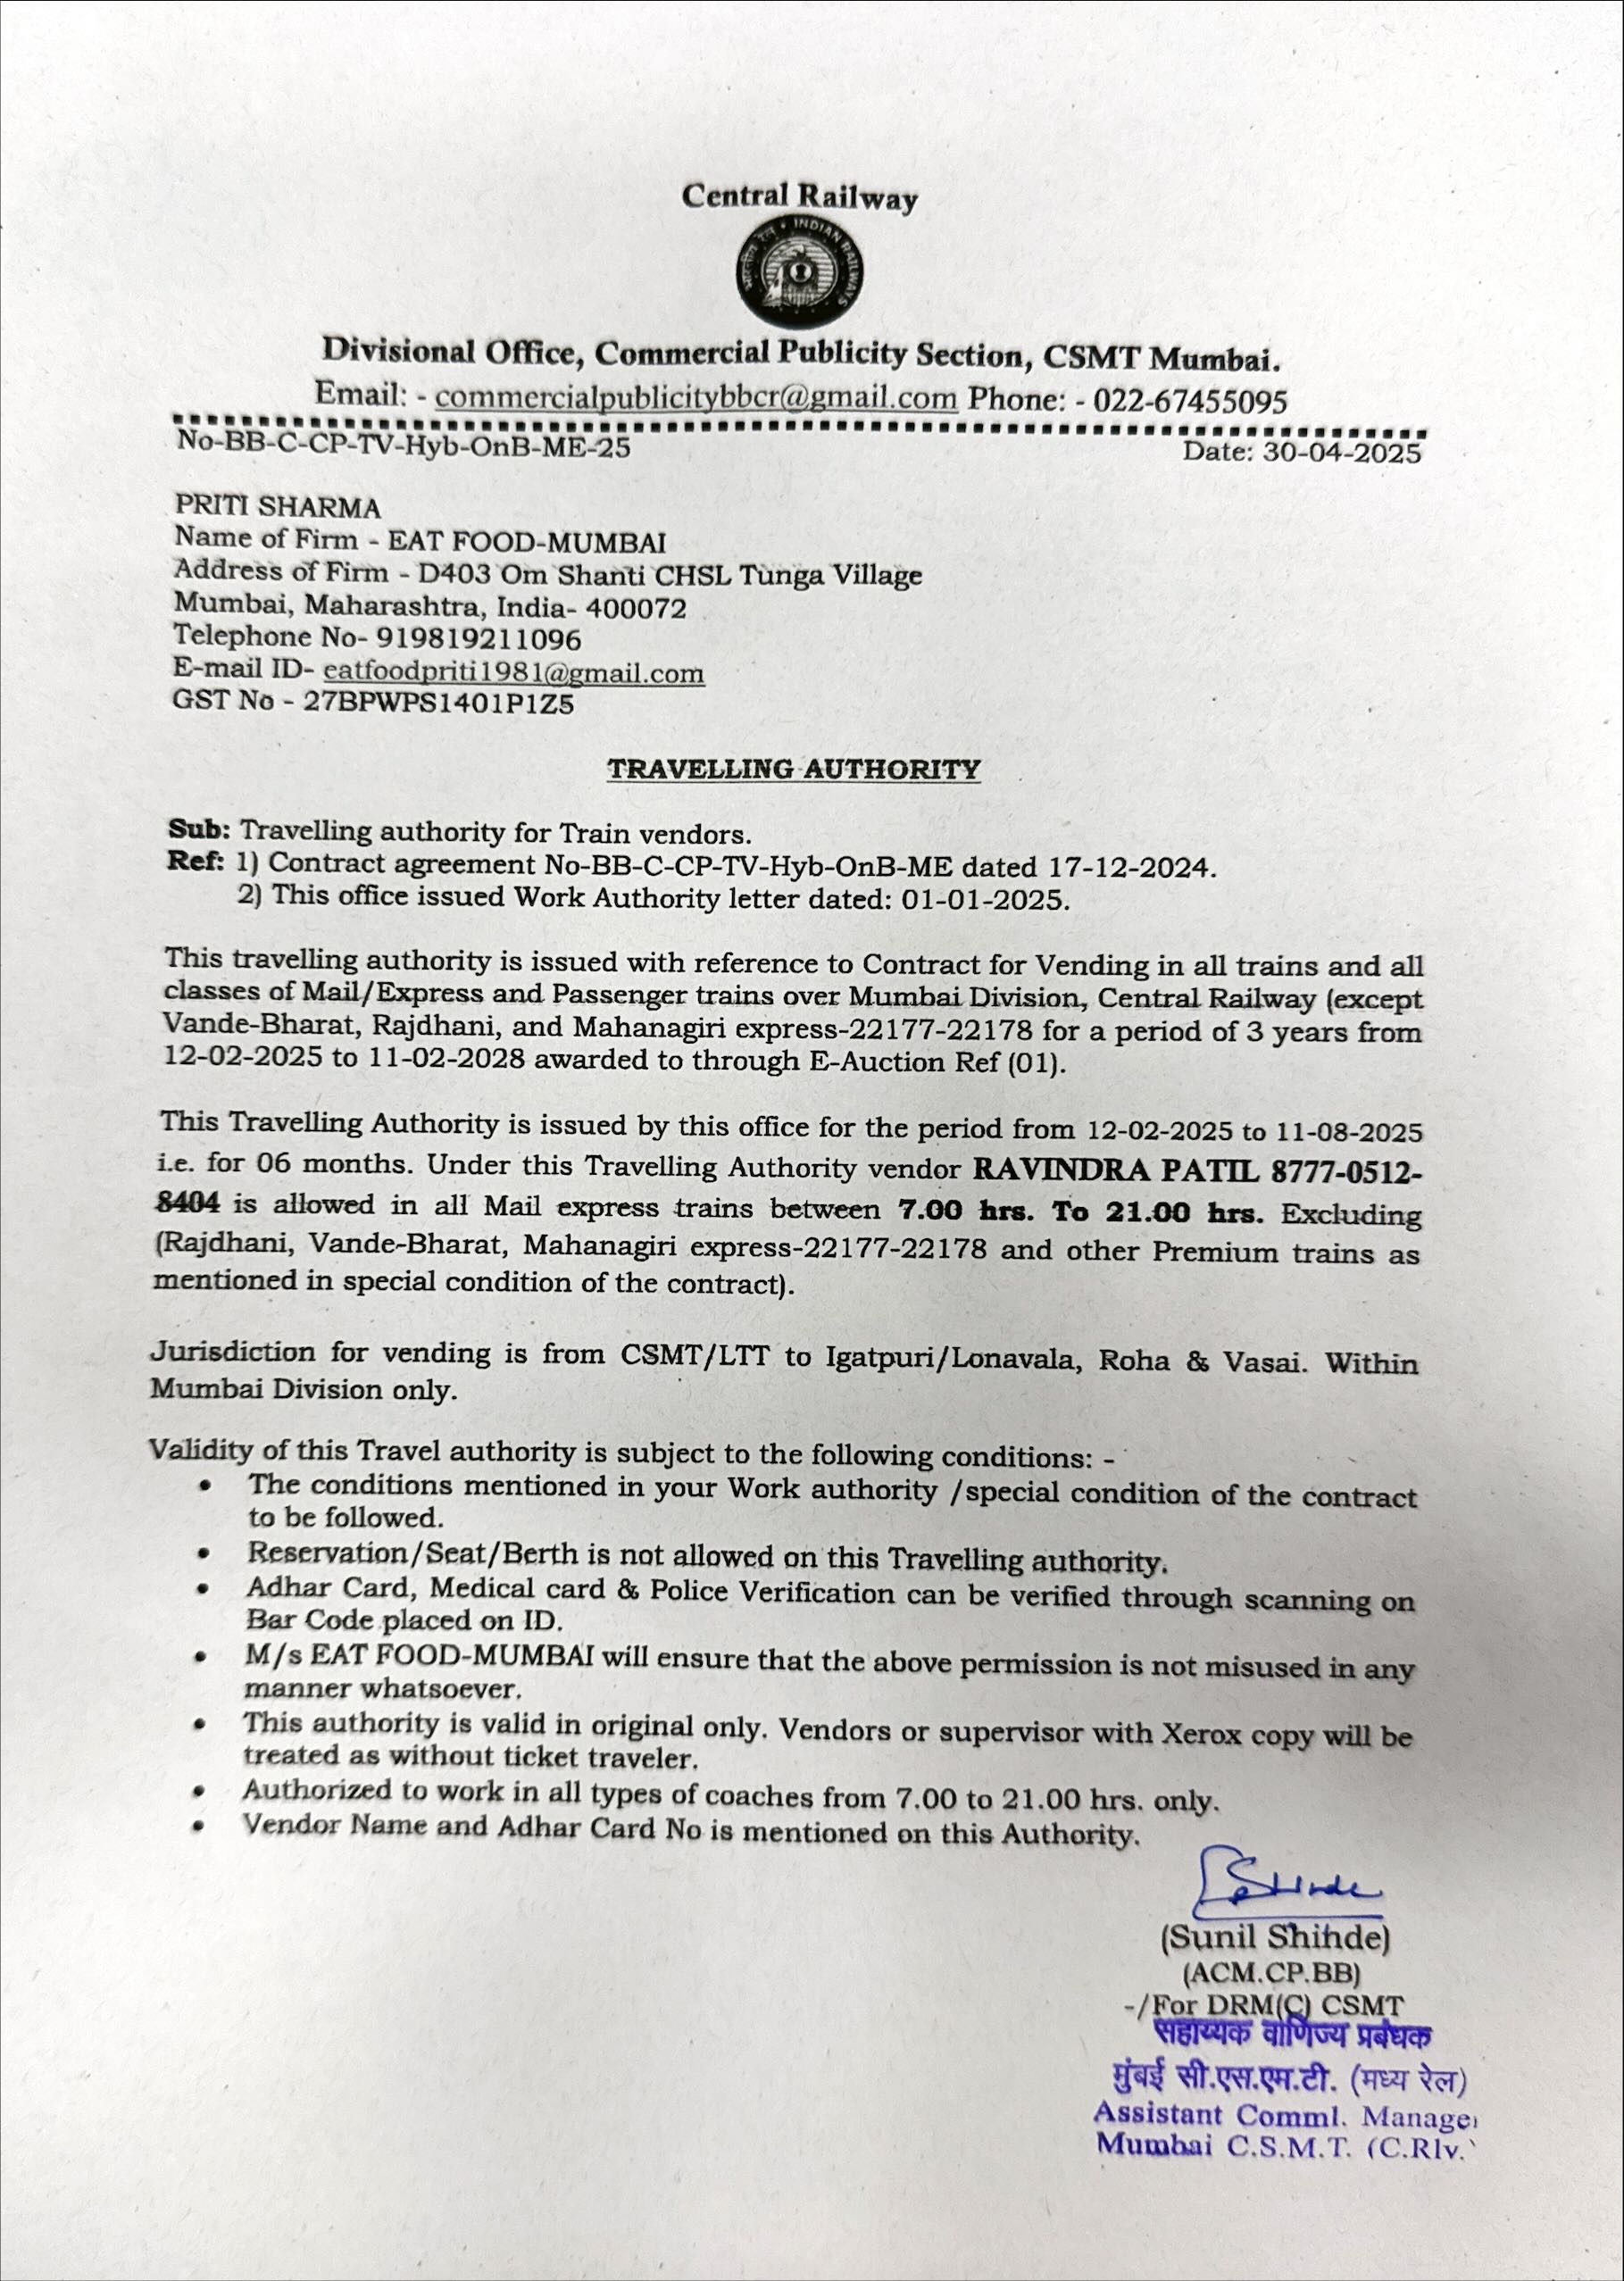 Central Railway
भारतीय रेल • INDIAN RAILWAYS
Divisional Office, Commercial Publicity Section, CSMT Mumbai.
Email: - commercialpublicitybbcr@gmail.com Phone: - 022-67455095
No-BB-C-CP-TV-Hyb-OnB-ME-25 Date: 30-04-2025
PRITI SHARMA
Name of Firm - EAT FOOD-MUMBAI
Address of Firm - D403 Om Shanti CHSL Tunga Village
Mumbai, Maharashtra, India- 400072
Telephone No- 919819211096
E-mail ID- eatfoodpriti1981@gmail.com
GST No - 27BPWPS1401P1Z5
TRAVELLING AUTHORITY
Sub: Travelling authority for Train vendors.
Ref: 1) Contract agreement No-BB-C-CP-TV-Hyb-OnB-ME dated 17-12-2024.
2) This office issued Work Authority letter dated: 01-01-2025.
This travelling authority is issued with reference to Contract for Vending in all trains and all
classes of Mail/Express and Passenger trains over Mumbai Division, Central Railway (except
Vande-Bharat, Rajdhani, and Mahanagiri express-22177-22178 for a period of 3 years from
12-02-2025 to 11-02-2028 awarded to through E-Auction Ref (01).
This Travelling Authority is issued by this office for the period from 12-02-2025 to 11-08-2025
i.e. for 06 months. Under this Travelling Authority vendor RAVINDRA PATIL 8777-0512-
8404 is allowed in all Mail express trains between 7.00 hrs. To 21.00 hrs. Excluding
(Rajdhani, Vande-Bharat, Mahanagiri express-22177-22178 and other Premium trains as
mentioned in special condition of the contract).
Jurisdiction for vending is from CSMT/LTT to Igatpuri/Lonavala, Roha & Vasai. Within
Mumbai Division only.
Validity of this Travel authority is subject to the following conditions: -
• The conditions mentioned in your Work authority /special condition of the contract
to be followed.
• Reservation/Seat/Berth is not allowed on this Travelling authority.
• Adhar Card, Medical card & Police Verification can be verified through scanning on
Bar Code placed on ID.
• M/s EAT FOOD-MUMBAI will ensure that the above permission is not misused in any
manner whatsoever.
• This authority is valid in original only. Vendors or supervisor with Xerox copy will be
treated as without ticket traveler.
• Authorized to work in all types of coaches from 7.00 to 21.00 hrs. only.
• Vendor Name and Adhar Card No is mentioned on this Authority.
Shinde
(Sunil Shihde)
(ACM.CP.BB)
-/For DRM(C) CSMT
सहाय्यक वाणिज्य प्रबंधक
मुंबई सी.एस.एम.टी. (मध्य रेल)
Assistant Comml. Manager
Mumbai C.S.M.T. (C.Rly.)